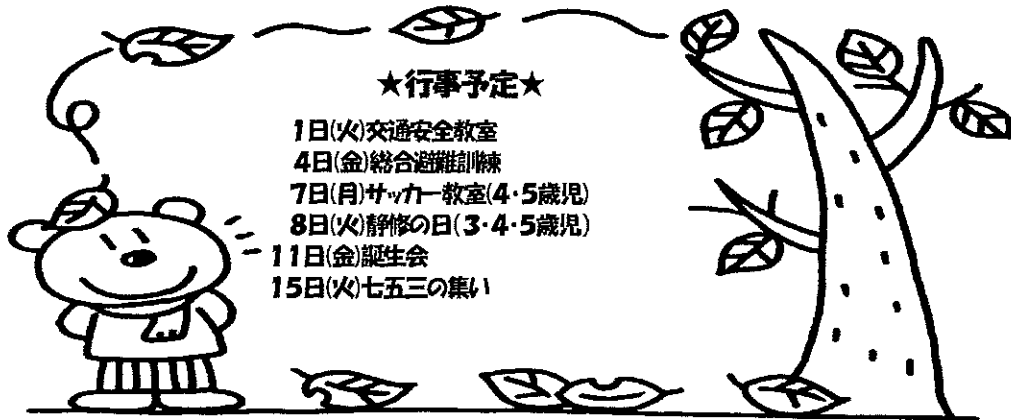 ★行事予定★
1日(火)交通安全教室
4日(金)総合避難訓練
7日(月)サッカー教室(4・5歳児)
8日(火)静修の日(3・4・5歳児)
11日(金)誕生会
15日(火)七五三の集い